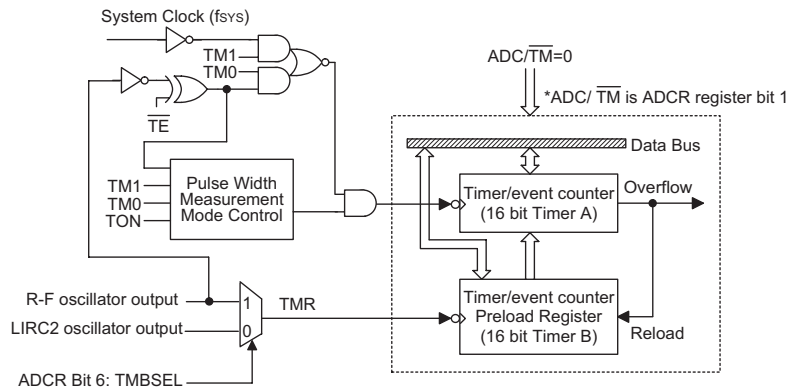 System Clock (fSYS)
TM1
TM0
TE
ADC/TM=0
*ADC/ TM is ADCR register bit 1
Data Bus
TM1
TM0
TON
Pulse Width
Measurement
Mode Control
Timer/event counter
(16 bit Timer A)
Overflow
R-F oscillator output
LIRC2 oscillator output
1
0
TMR
Timer/event counter
Preload Register
(16 bit Timer B)
Reload
ADCR Bit 6: TMBSEL